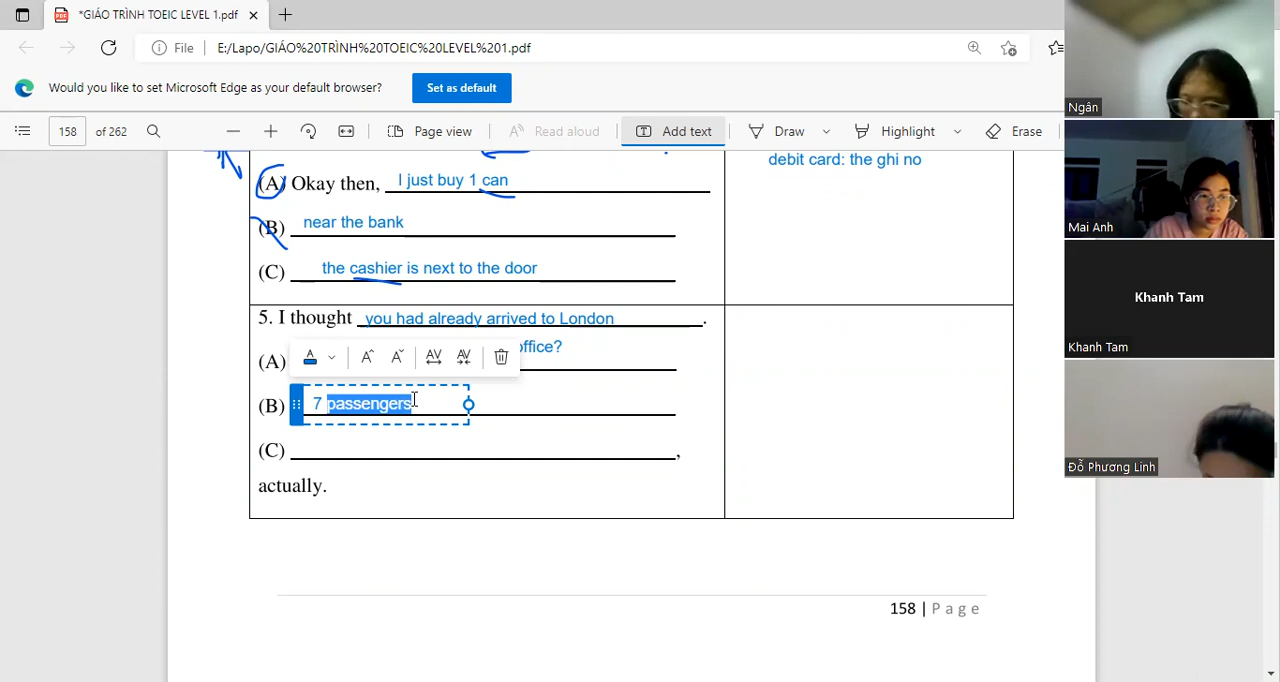 *GIÁO TRÌNH TOEIC LEVEL 1.pdf
File E:/Lapo/GIÁO%20TRÌNH%20TOEIC%20LEVEL%201.pdf
Would you like to set Microsoft Edge as your default browser? Set as default
158 of 262 Page view Read aloud Add text Draw Highlight Erase
debit card: the ghi no
(A) Okay then, I just buy 1 can
(B) near the bank
(C) the cashier is next to the door
5. I thought you had already arrived to London .
(A) office?
(B) 7 passengers
(C) ,
actually.
158 | Page
Ngân
Mai Anh
Khanh Tam
Khanh Tam
Đỗ Phương Linh